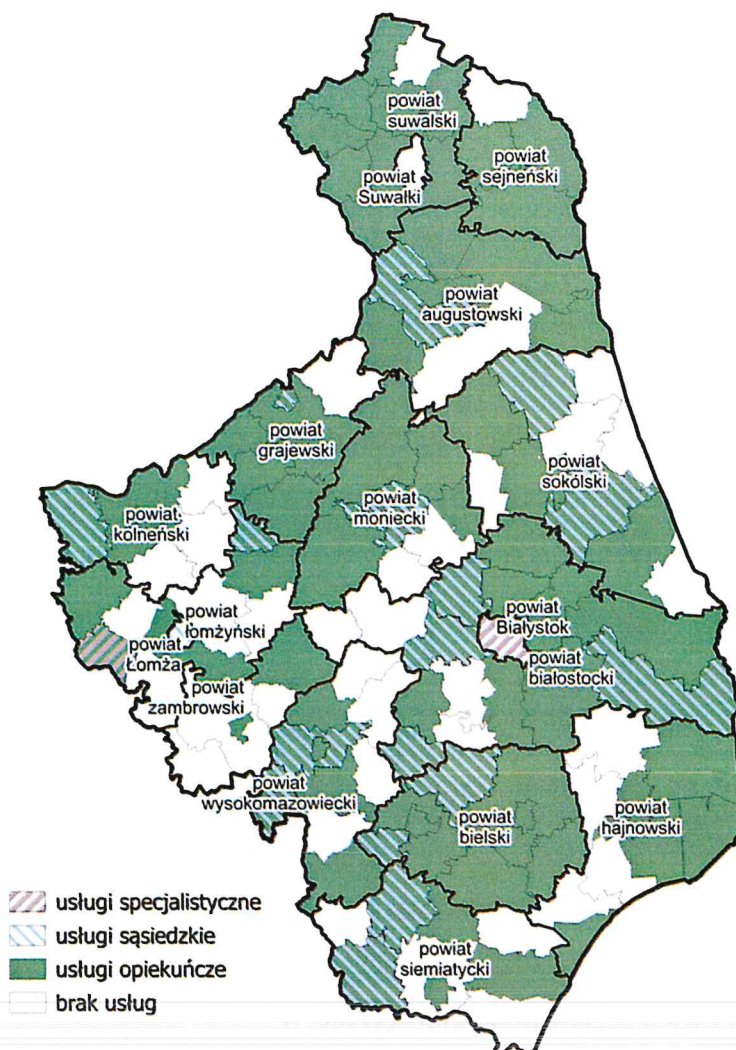 powiat
suwalski
powiat
sejneński
powiat
Suwałki
powiat
augustowski
powiat
grajewski
powiat
sokólski
powiat
moniecki
powiat
kolneński
powiat
łomżyński
powiat
Białystok
powiat
Łomża
powiat
białostocki
powiat
zambrowski
powiat
wysokomazowiecki
powiat
bielski
powiat
hajnowski
powiat
siemiatycki
usługi specjalistyczne
usługi sąsiedzkie
usługi opiekuńcze
brak usług